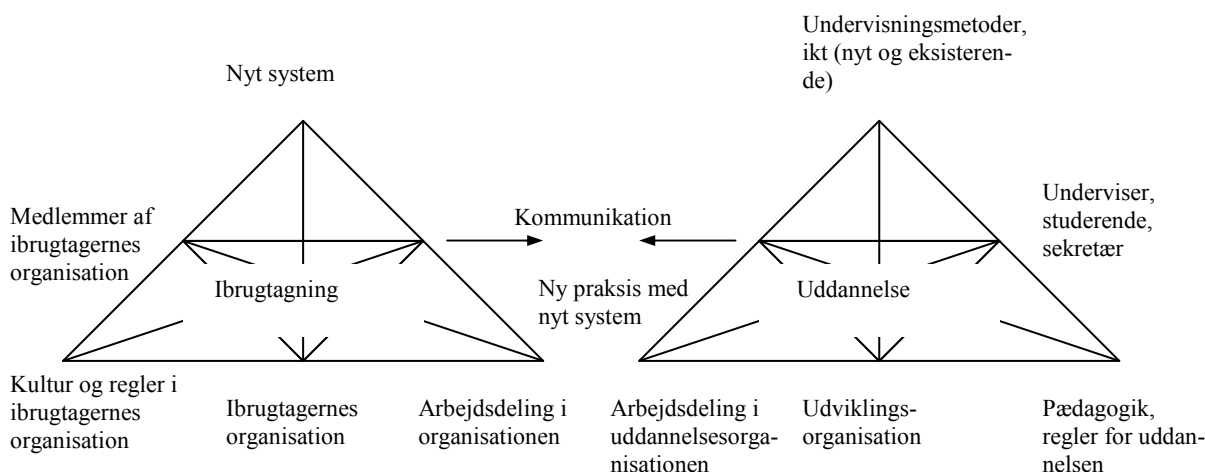 Undervisningsmetoder,
ikt (nyt og eksisteren-
de)
Nyt system
Medlemmer af
ibrugtagernes
organisation
Kommunikation
Underviser,
studerende,
sekretær
Ibrugtagning
Ny praksis med
nyt system
Uddannelse
Kultur og regler i
ibrugtagernes
organisation
Ibrugtagernes
organisation
Arbejdsdeling i
organisationen
Arbejdsdeling i
uddannelsesorga-
nisationen
Udviklings-
organisation
Pædagogik,
regler for uddan-
nelsen